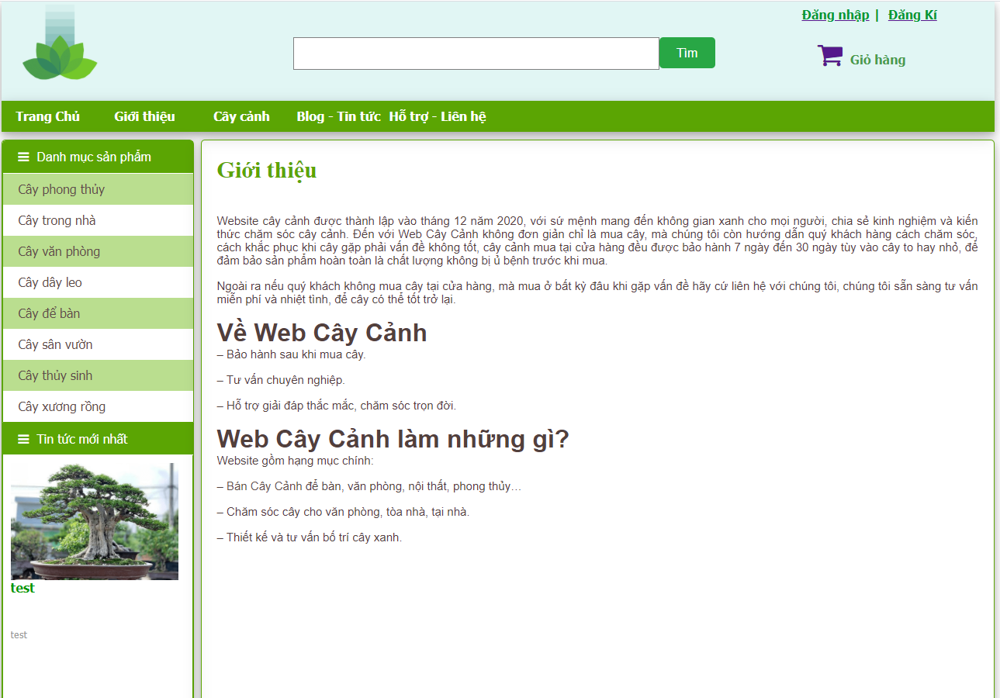 Đăng nhập | Đăng Kí
Tìm
Giỏ hàng
Trang Chủ Giới thiệu Cây cảnh Blog - Tin tức Hỗ trợ - Liên hệ
Danh mục sản phẩm
Cây phong thủy
Cây trong nhà
Cây văn phòng
Cây dây leo
Cây để bàn
Cây sân vườn
Cây thủy sinh
Cây xương rồng
Tin tức mới nhất
test
test
Giới thiệu
Website cây cảnh được thành lập vào tháng 12 năm 2020, với sứ mệnh mang đến không gian xanh cho mọi người, chia sẻ kinh nghiệm và kiến
thức chăm sóc cây cảnh. Đến với Web Cây Cảnh không đơn giản chỉ là mua cây, mà chúng tôi còn hướng dẫn quý khách hàng cách chăm sóc,
cách khắc phục khi cây gặp phải vấn đề không tốt, cây cảnh mua tại cửa hàng đều được bảo hành 7 ngày đến 30 ngày tùy vào cây to hay nhỏ, để
đảm bảo sản phẩm hoàn toàn là chất lượng không bị ủ bệnh trước khi mua.
Ngoài ra nếu quý khách không mua cây tại cửa hàng, mà mua ở bất kỳ đâu khi gặp vấn đề hãy cứ liên hệ với chúng tôi, chúng tôi sẵn sàng tư vấn
miễn phí và nhiệt tình, để cây có thể tốt trở lại.
Về Web Cây Cảnh
– Bảo hành sau khi mua cây.
– Tư vấn chuyên nghiệp.
– Hỗ trợ giải đáp thắc mắc, chăm sóc trọn đời.
Web Cây Cảnh làm những gì?
Website gồm hạng mục chính:
– Bán Cây Cảnh để bàn, văn phòng, nội thất, phong thủy…
– Chăm sóc cây cho văn phòng, tòa nhà, tại nhà.
– Thiết kế và tư vấn bố trí cây xanh.